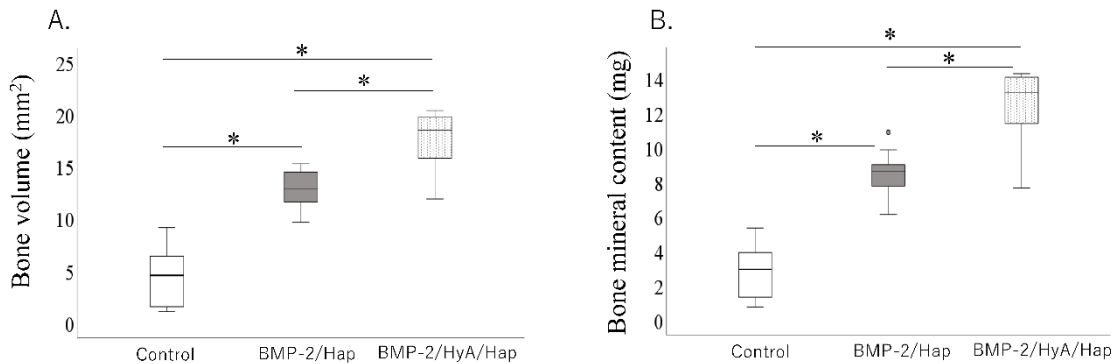 A.
Bone volume (mm²)
25
20
15
10
5
0
*
*
*
Control
BMP-2/Hap
BMP-2/HyA/Hap
B.
Bone mineral content (mg)
14
12
10
8
6
4
2
0
*
*
*
Control
BMP-2/Hap
BMP-2/HyA/Hap